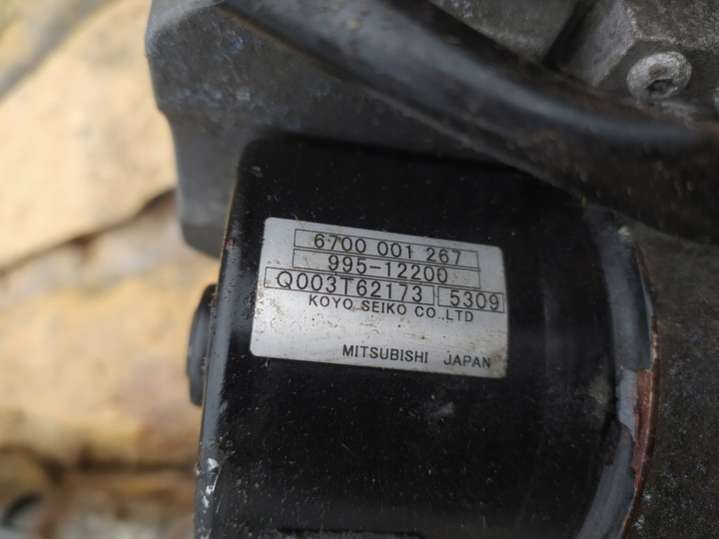 6700 001 267
995-12200
Q003T62173 5309
KOYO SEIKO CO.,LTD
MITSUBISHI JAPAN